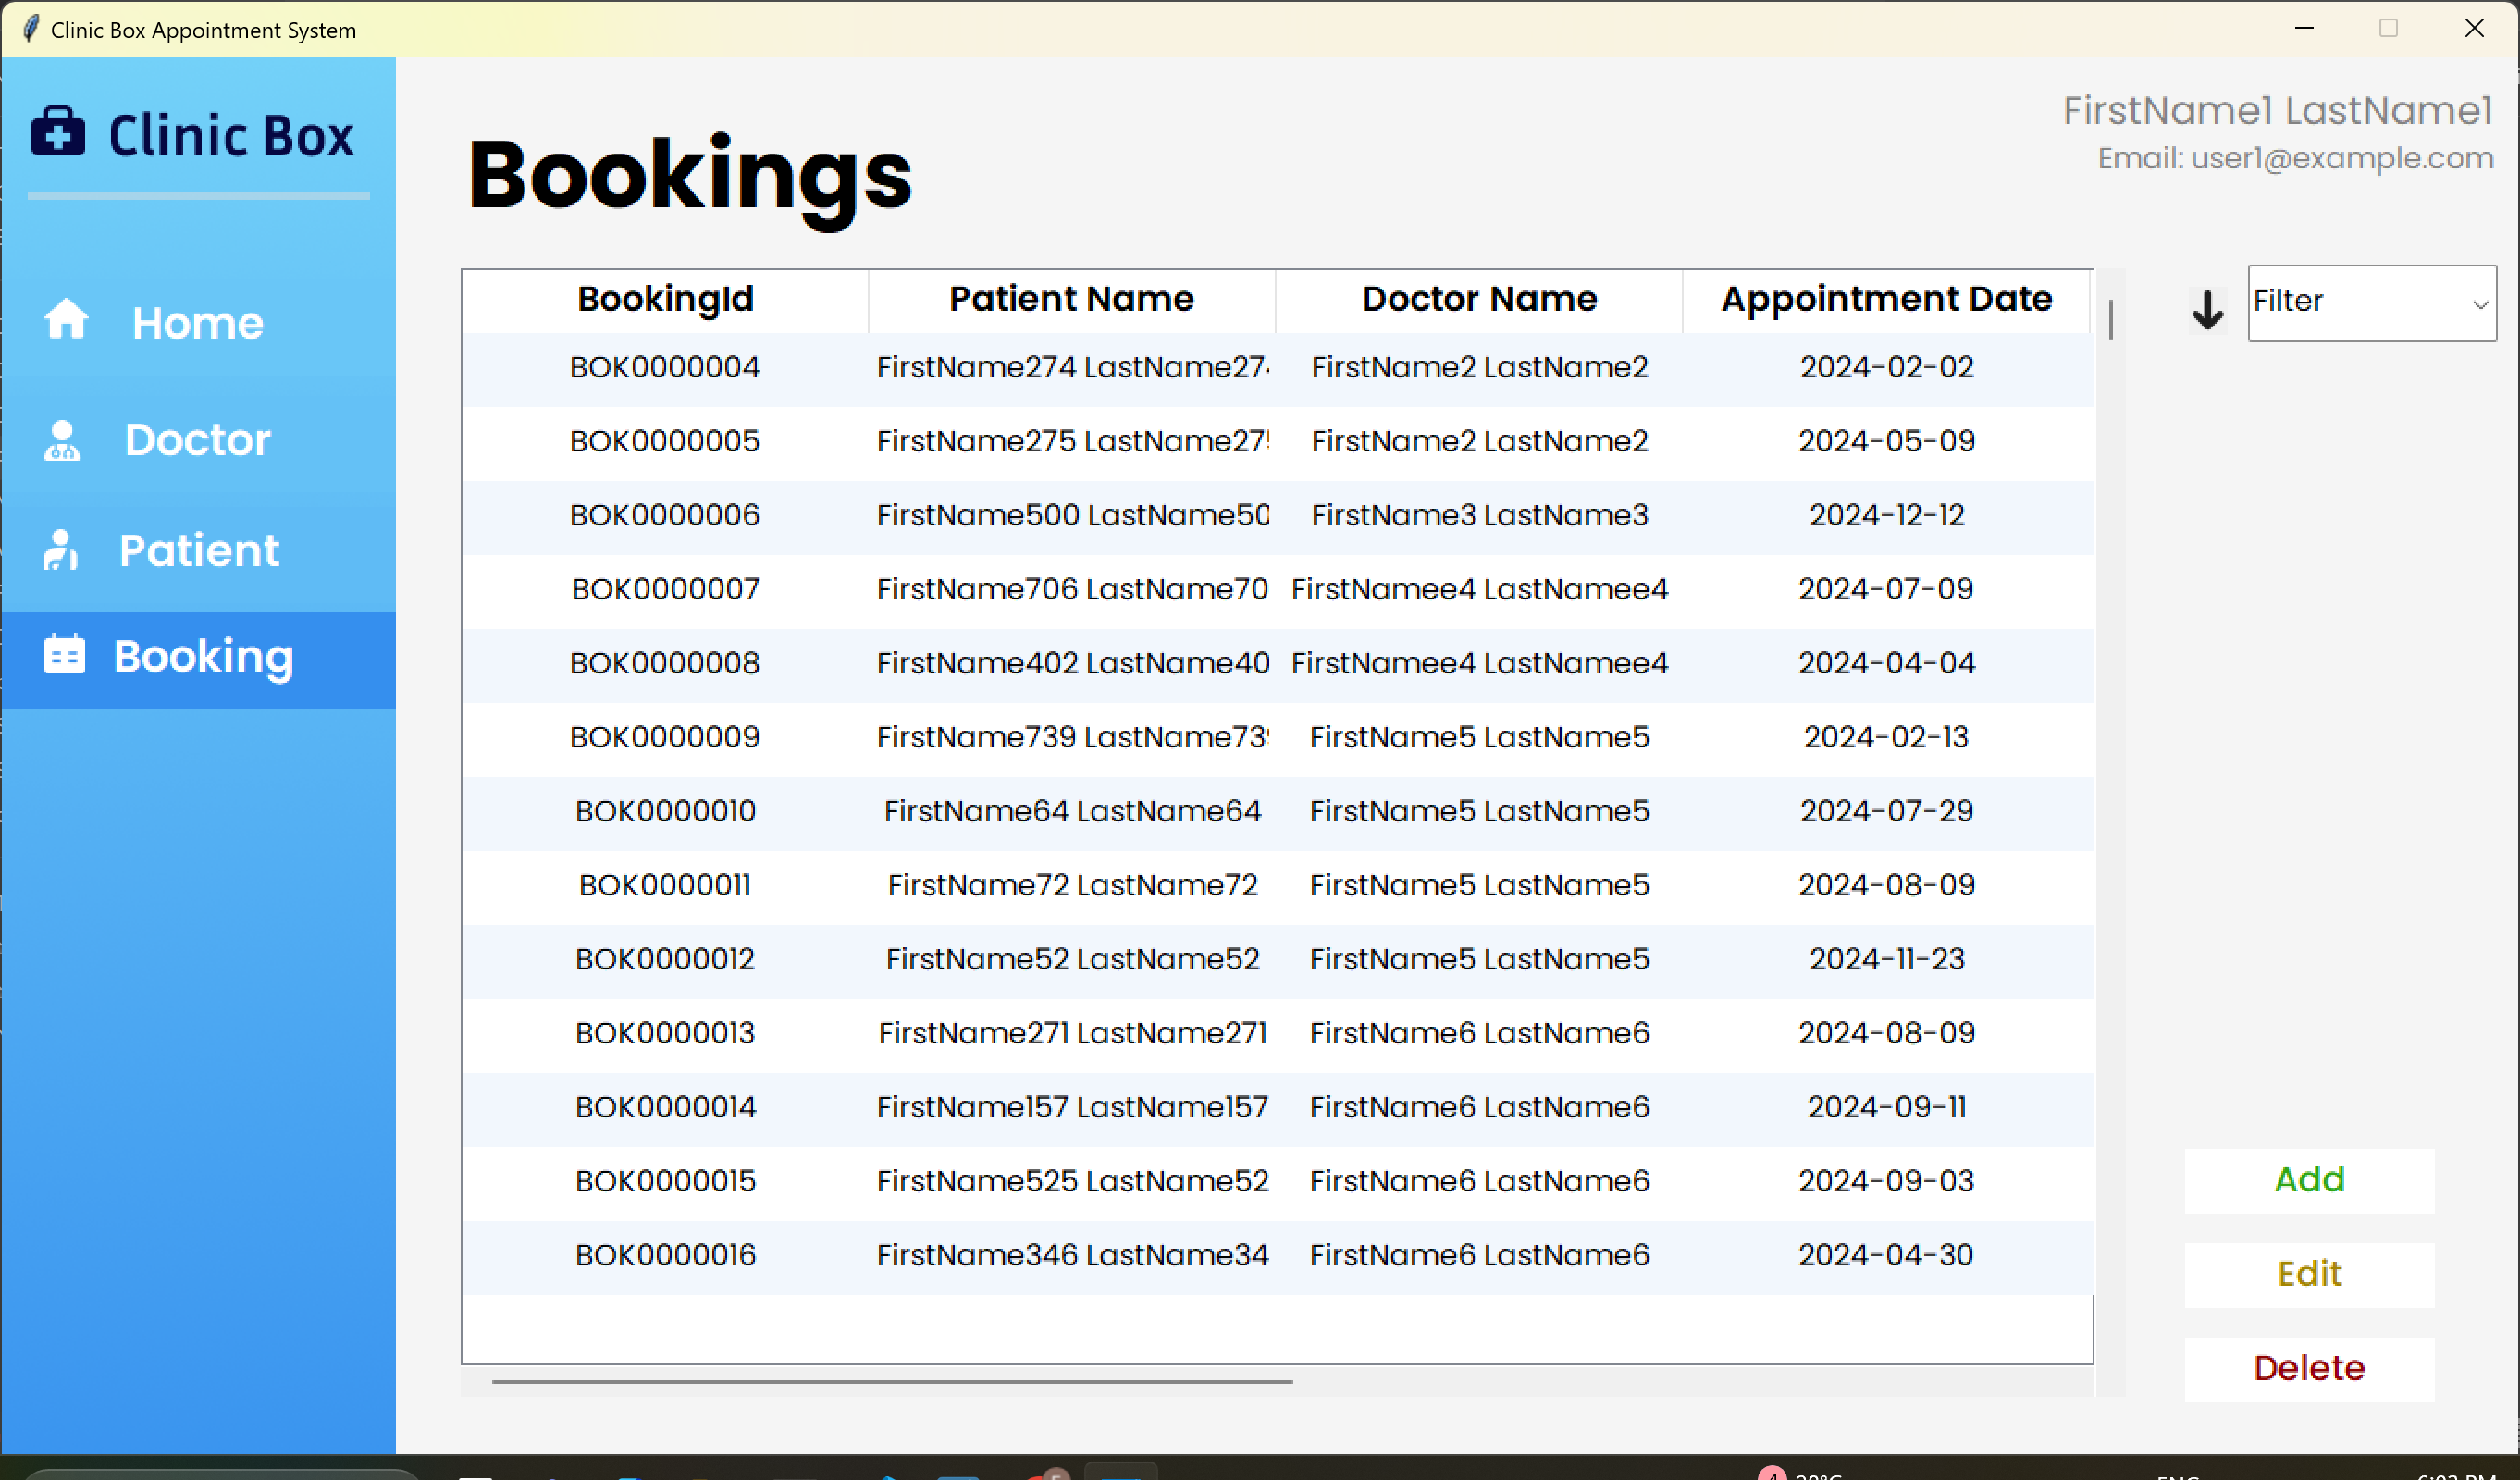 Clinic Box Appointment System
Clinic Box
Home
Doctor
Patient
Booking
Bookings
FirstName1 LastName1
Email: user1@example.com
Filter
BookingId Patient Name Doctor Name Appointment Date
BOK0000004 FirstName274 LastName274 FirstName2 LastName2 2024-02-02
BOK0000005 FirstName275 LastName275 FirstName2 LastName2 2024-05-09
BOK0000006 FirstName500 LastName50 FirstName3 LastName3 2024-12-12
BOK0000007 FirstName706 LastName70 FirstNamee4 LastNamee4 2024-07-09
BOK0000008 FirstName402 LastName40 FirstNamee4 LastNamee4 2024-04-04
BOK0000009 FirstName739 LastName739 FirstName5 LastName5 2024-02-13
BOK0000010 FirstName64 LastName64 FirstName5 LastName5 2024-07-29
BOK0000011 FirstName72 LastName72 FirstName5 LastName5 2024-08-09
BOK0000012 FirstName52 LastName52 FirstName5 LastName5 2024-11-23
BOK0000013 FirstName271 LastName271 FirstName6 LastName6 2024-08-09
BOK0000014 FirstName157 LastName157 FirstName6 LastName6 2024-09-11
BOK0000015 FirstName525 LastName52 FirstName6 LastName6 2024-09-03
BOK0000016 FirstName346 LastName34 FirstName6 LastName6 2024-04-30
Add
Edit
Delete